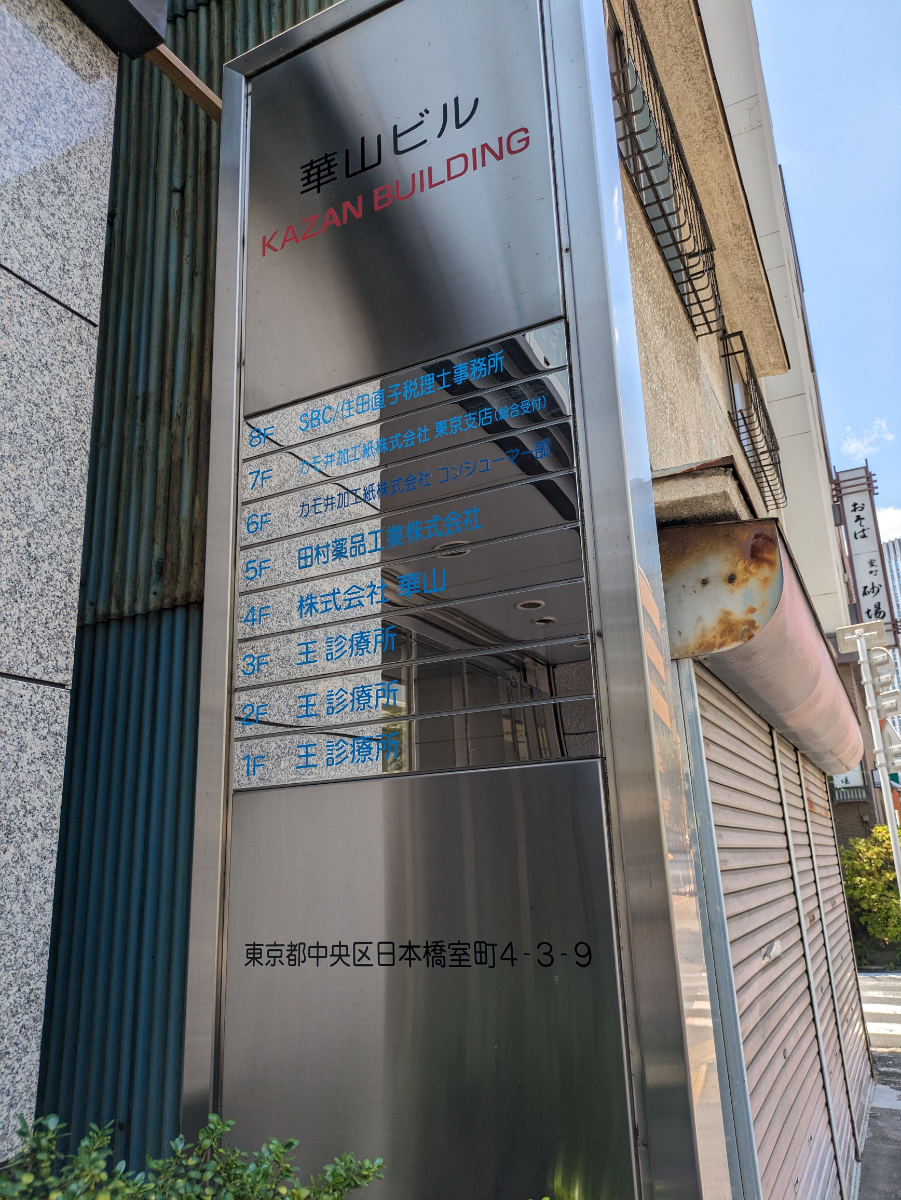 華山ビル
KAZAN BUILDING
8F SBC/住田直子税理士事務所
7F カモ井加工紙株式会社 東京支店(総合受付)
6F カモ井加工紙株式会社 コンシューマー部
5F 田村薬品工業株式会社
4F 株式会社 華山
3F 王 診療所
2F 王 診療所
1F 王 診療所
東京都中央区日本橋室町4-3-9
おそば
室町
砂場